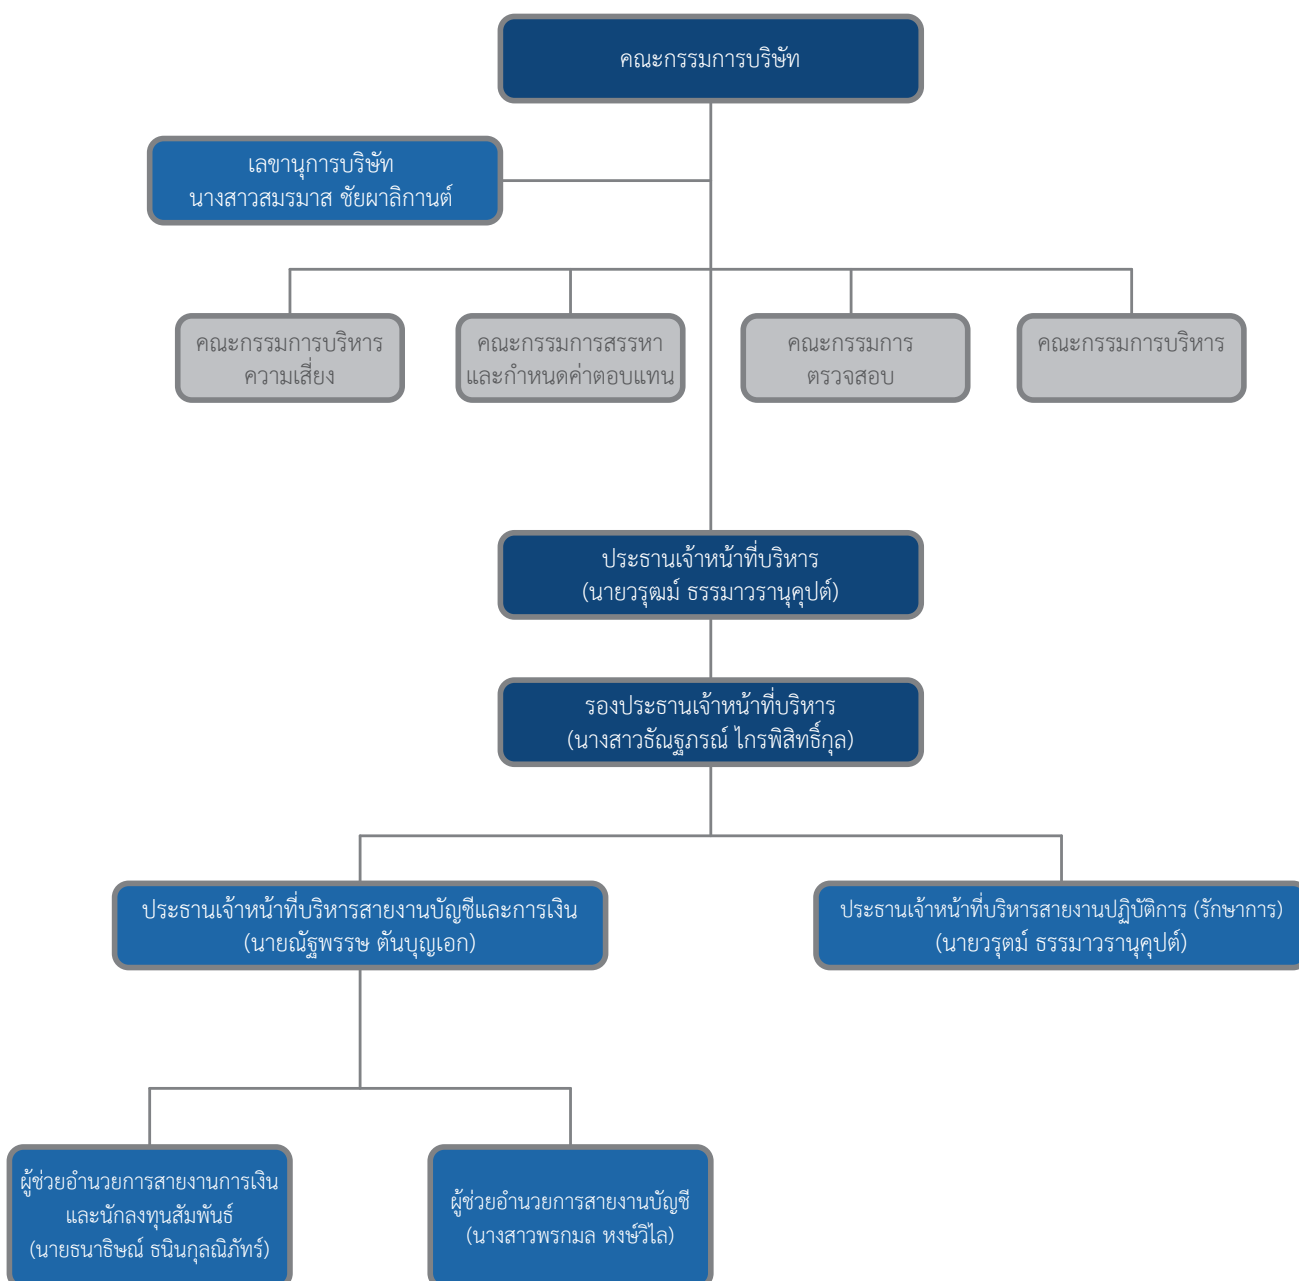 คณะกรรมการบริษัท
เลขานุการบริษัท
นางสาวสมรมาส ชัยผาลิกานต์
คณะกรรมการบริหาร
ความเสี่ยง
คณะกรรมการสรรหา
และกำหนดค่าตอบแทน
คณะกรรมการ
ตรวจสอบ
คณะกรรมการบริหาร
ประธานเจ้าหน้าที่บริหาร
(นายวรุฒม์ ธรรมาวรานุคุปต์)
รองประธานเจ้าหน้าที่บริหาร
(นางสาวธัณฐภรณ์ ไกรพิสิทธิ์กุล)
ประธานเจ้าหน้าที่บริหารสายงานบัญชีและการเงิน
(นายณัฐพรรษ ตันบุญเอก)
ประธานเจ้าหน้าที่บริหารสายงานปฏิบัติการ (รักษาการ)
(นายวรุตม์ ธรรมาวรานุคุปต์)
ผู้ช่วยอำนวยการสายงานการเงิน
และนักลงทุนสัมพันธ์
(นายธนาธิษณ์ ธนินกุลณิภัทร์)
ผู้ช่วยอำนวยการสายงานบัญชี
(นางสาวพรกมล หงษ์วิไล)